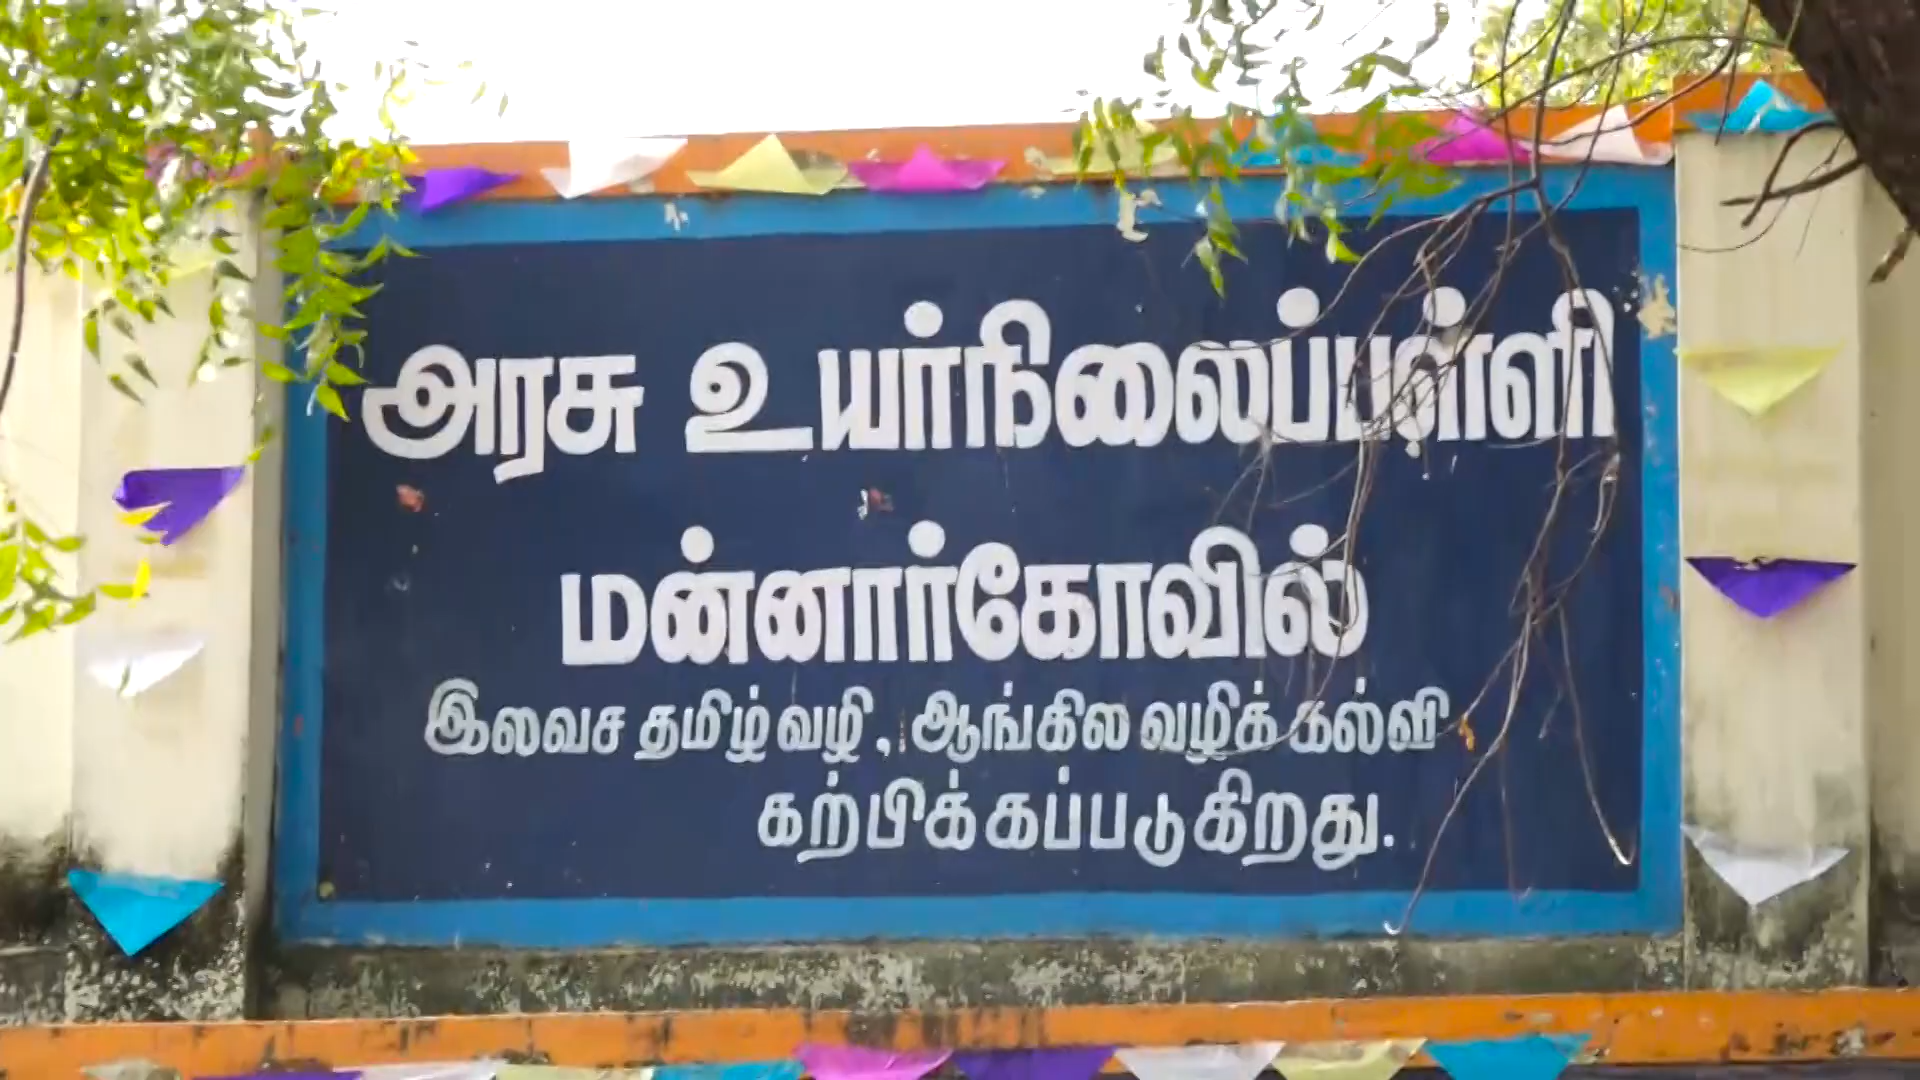 அரசு உயர்நிலைப்பள்ளி
மன்னார்கோவில்
இலவச தமிழ்வழி, ஆங்கில வழிக் கல்வி
கற்பிக்கப்படுகிறது.